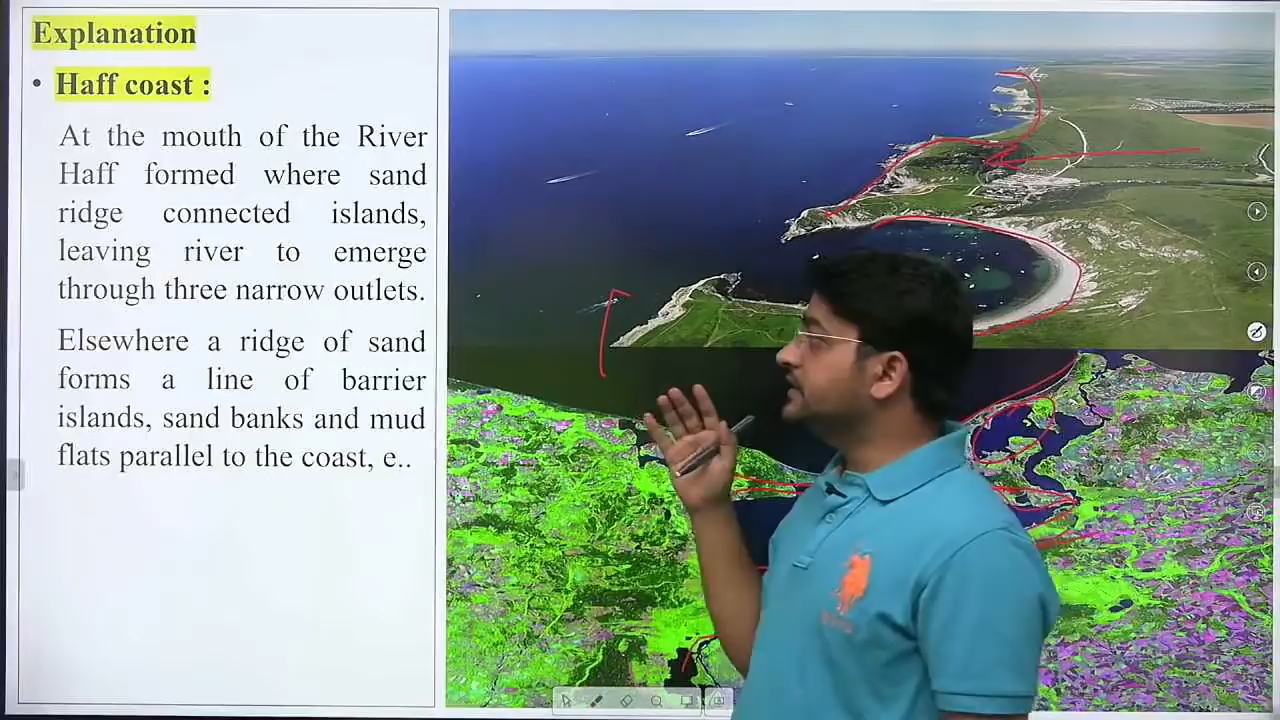 Explanation
• Haff coast :
At the mouth of the River
Haff formed where sand
ridge connected islands,
leaving river to emerge
through three narrow outlets.
Elsewhere a ridge of sand
forms a line of barrier
islands, sand banks and mud
flats parallel to the coast, e..